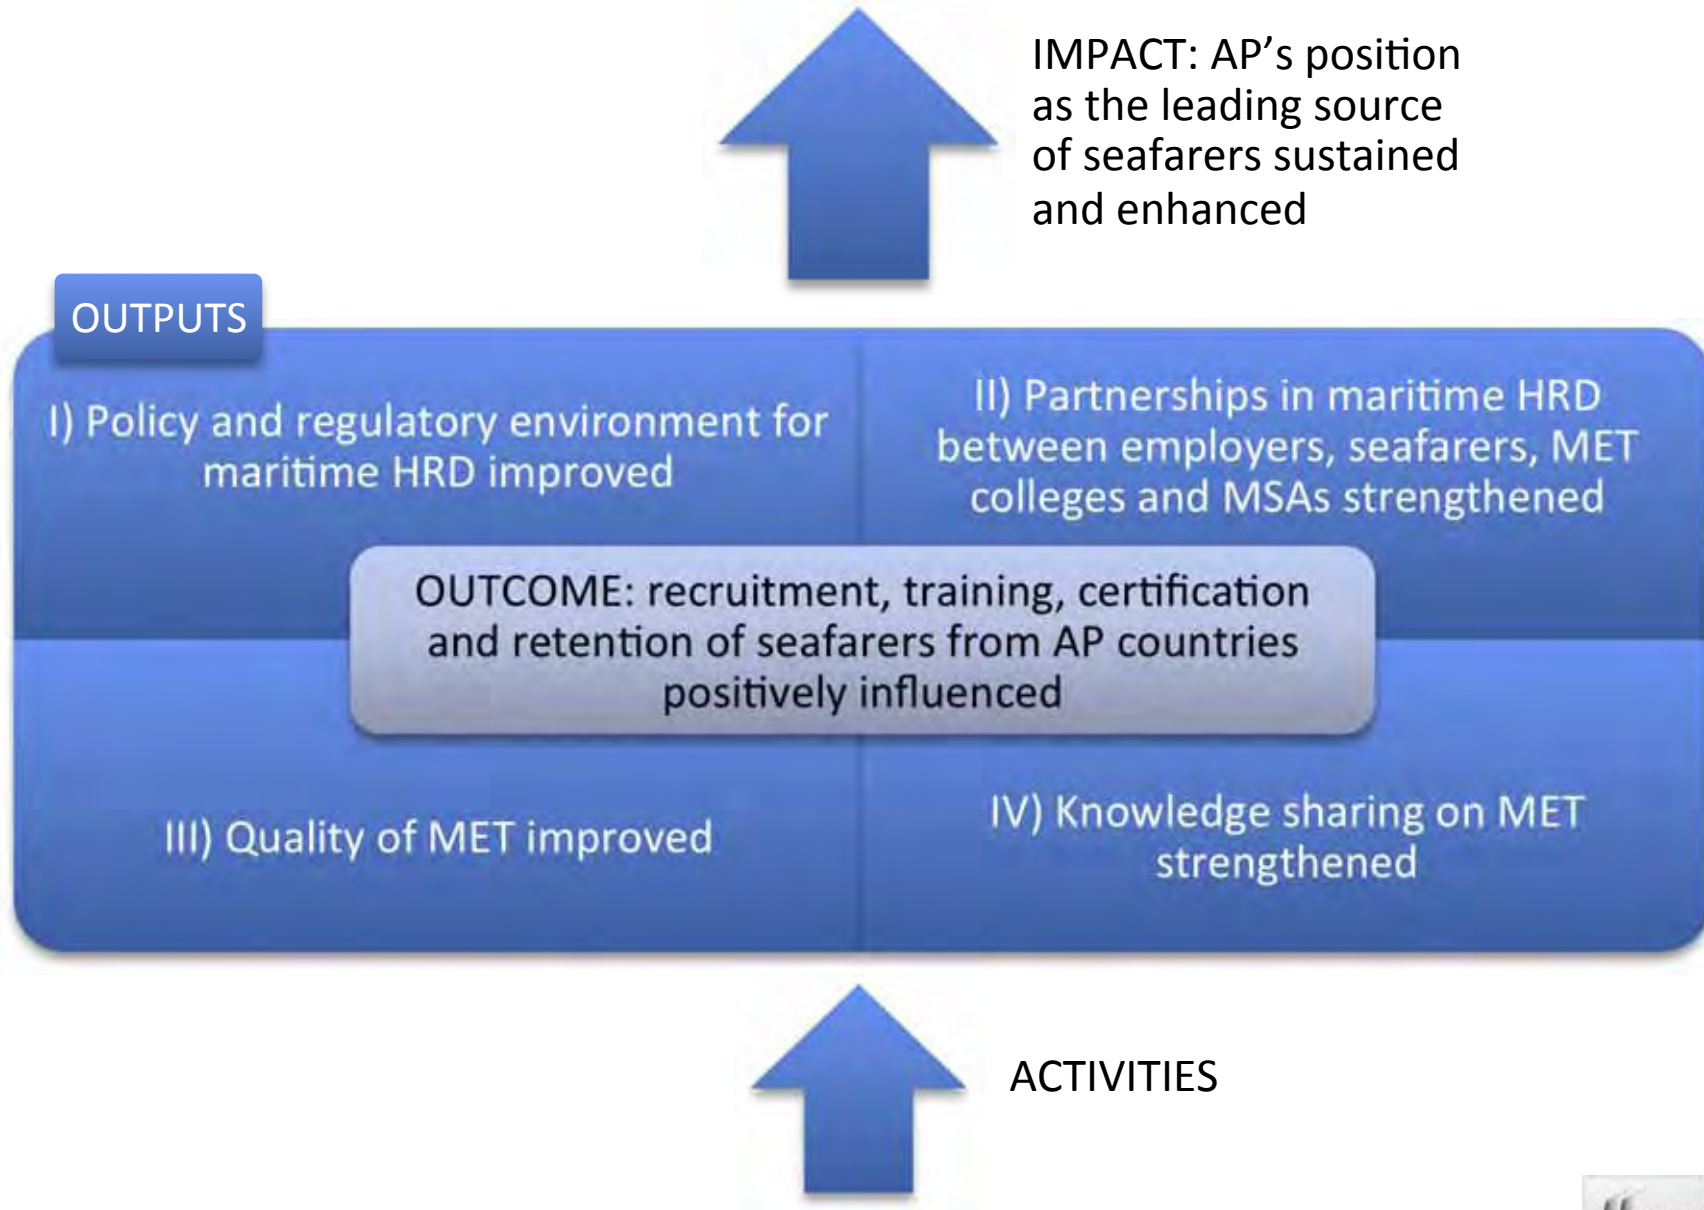 IMPACT: AP’s position
as the leading source
of seafarers sustained
and enhanced
OUTPUTS
I) Policy and regulatory environment for
maritime HRD improved
II) Partnerships in maritime HRD
between employers, seafarers, MET
colleges and MSAs strengthened
OUTCOME: recruitment, training, certification
and retention of seafarers from AP countries
positively influenced
III) Quality of MET improved
IV) Knowledge sharing on MET
strengthened
ACTIVITIES